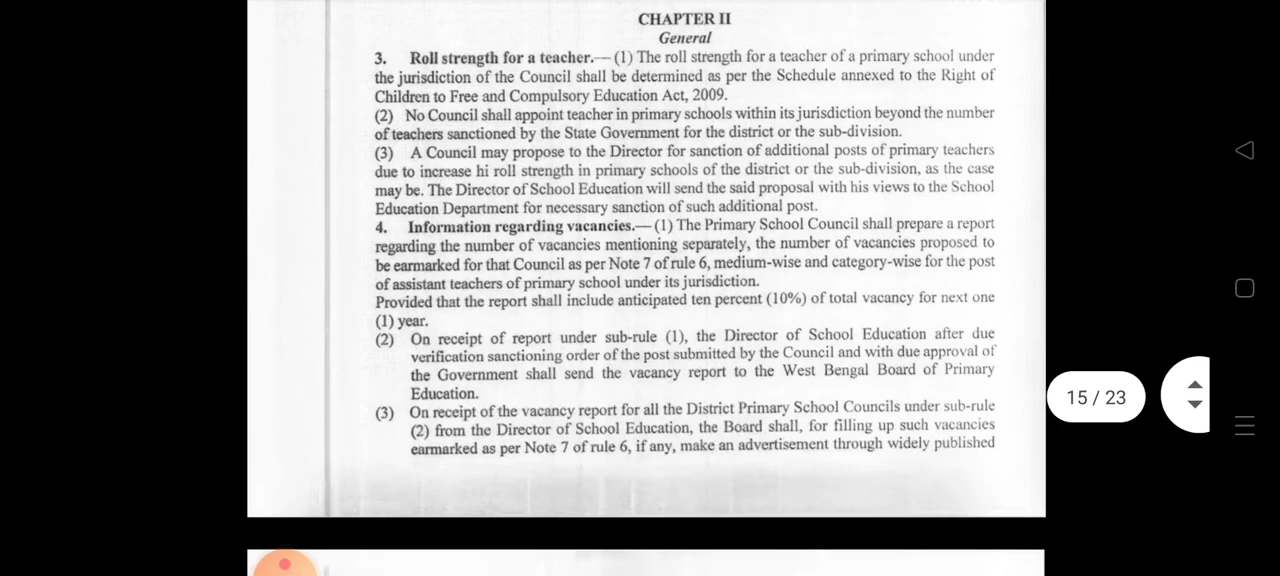 CHAPTER II
General
3. Roll strength for a teacher.— (1) The roll strength for a teacher of a primary school under
the jurisdiction of the Council shall be determined as per the Schedule annexed to the Right of
Children to Free and Compulsory Education Act, 2009.
(2) No Council shall appoint teacher in primary schools within its jurisdiction beyond the number
of teachers sanctioned by the State Government for the district or the sub-division.
(3) A Council may propose to the Director for sanction of additional posts of primary teachers
due to increase hi roll strength in primary schools of the district or the sub-division, as the case
may be. The Director of School Education will send the said proposal with his views to the School
Education Department for necessary sanction of such additional post.
4. Information regarding vacancies.— (1) The Primary School Council shall prepare a report
regarding the number of vacancies mentioning separately, the number of vacancies proposed to
be earmarked for that Council as per Note 7 of rule 6, medium-wise and category-wise for the post
of assistant teachers of primary school under its jurisdiction.
Provided that the report shall include anticipated ten percent (10%) of total vacancy for next one
(1) year.
(2) On receipt of report under sub-rule (1), the Director of School Education after due
verification sanctioning order of the post submitted by the Council and with due approval of
the Government shall send the vacancy report to the West Bengal Board of Primary
Education.
(3) On receipt of the vacancy report for all the District Primary School Councils under sub-rule
(2) from the Director of School Education, the Board shall, for filling up such vacancies
earmarked as per Note 7 of rule 6, if any, make an advertisement through widely published
15 / 23